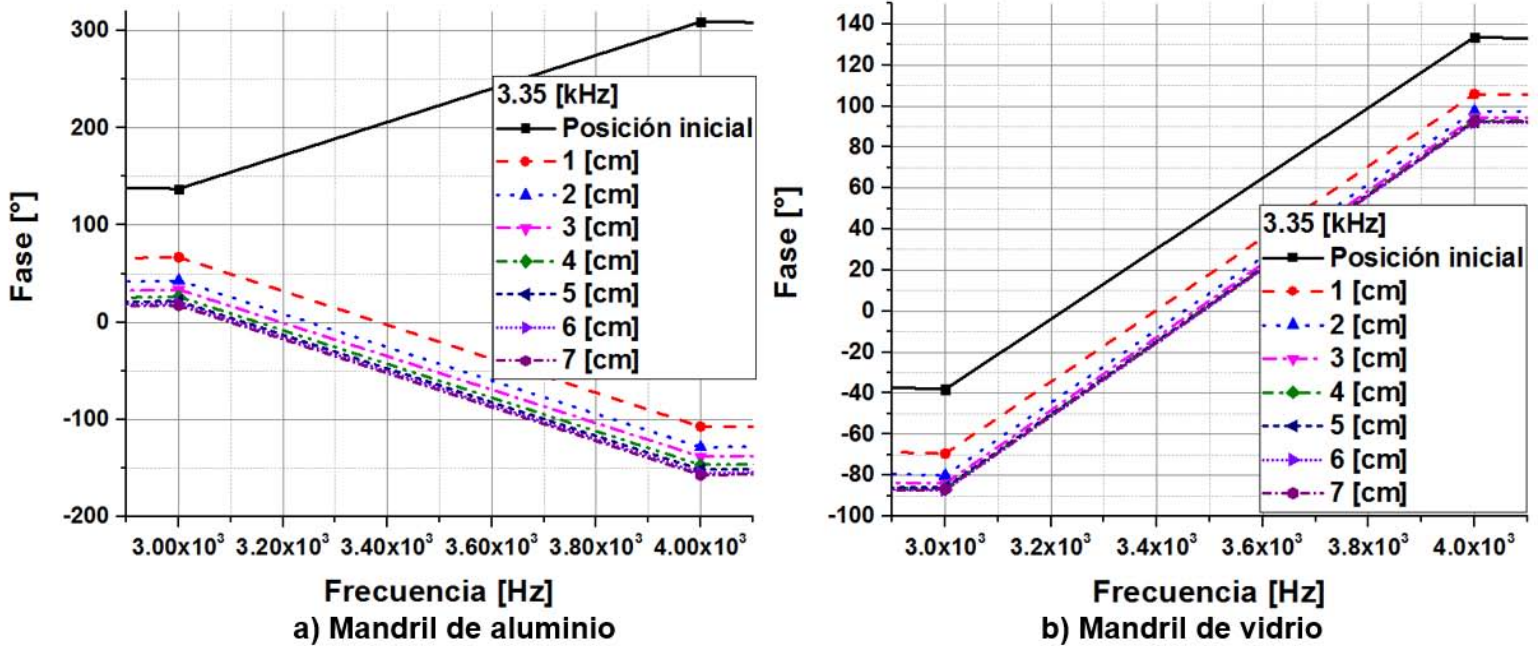 300
200
100
0
-100
-200
Fase [°]
3.35 [kHz]
Posición inicial
1 [cm]
2 [cm]
3 [cm]
4 [cm]
5 [cm]
6 [cm]
7 [cm]
3.00x10³ 3.20x10³ 3.40x10³ 3.60x10³ 3.80x10³ 4.00x10³
Frecuencia [Hz]
a) Mandril de aluminio
140
120
100
80
60
40
20
0
-20
-40
-60
-80
-100
Fase [°]
3.35 [kHz]
Posición inicial
1 [cm]
2 [cm]
3 [cm]
4 [cm]
5 [cm]
6 [cm]
7 [cm]
3.0x10³ 3.2x10³ 3.4x10³ 3.6x10³ 3.8x10³ 4.0x10³
Frecuencia [Hz]
b) Mandril de vidrio